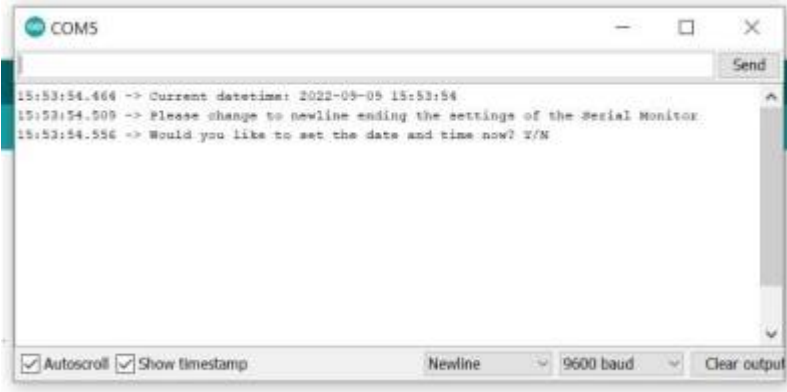 COM5
Send
15:53:54.464 -> Current datetime: 2022-09-09 15:53:54
15:53:54.509 -> Please change to newline ending the settings of the Serial Monitor
15:53:54.556 -> Would you like to set the date and time now? Y/N
Autoscroll Show timestamp Newline 9600 baud Clear output